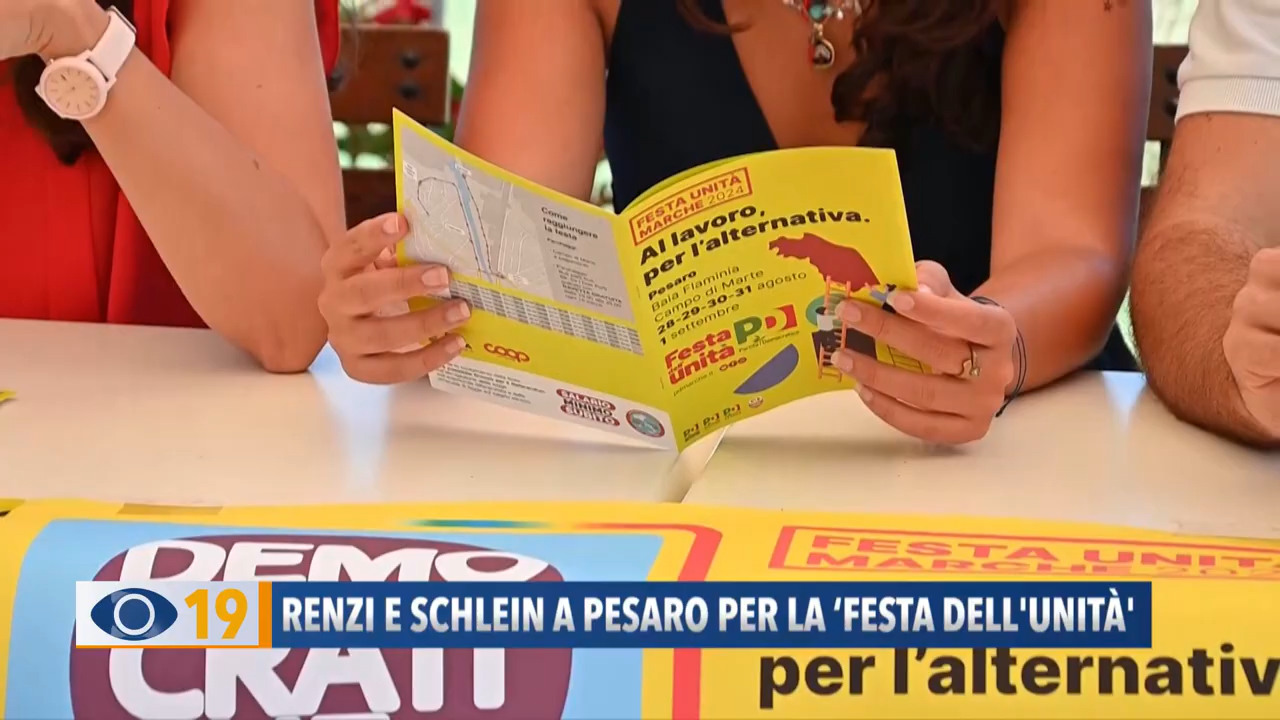 Come
raggiungere
la festa
FESTA UNITÀ
MARCHE 2024
Al lavoro,
per l'alternativa.
Pesaro
Baia Flaminia
Campo di Marte
28-29-30-31 agosto
1 settembre
Festa
unità
PD
coop
SALARIO
MINIMO
SUBITO
FESTA UNITÀ
MARCHE
DEMO
CRATI
per l'alternativ
19
RENZI E SCHLEIN A PESARO PER LA ‘FESTA DELL'UNITÀ'